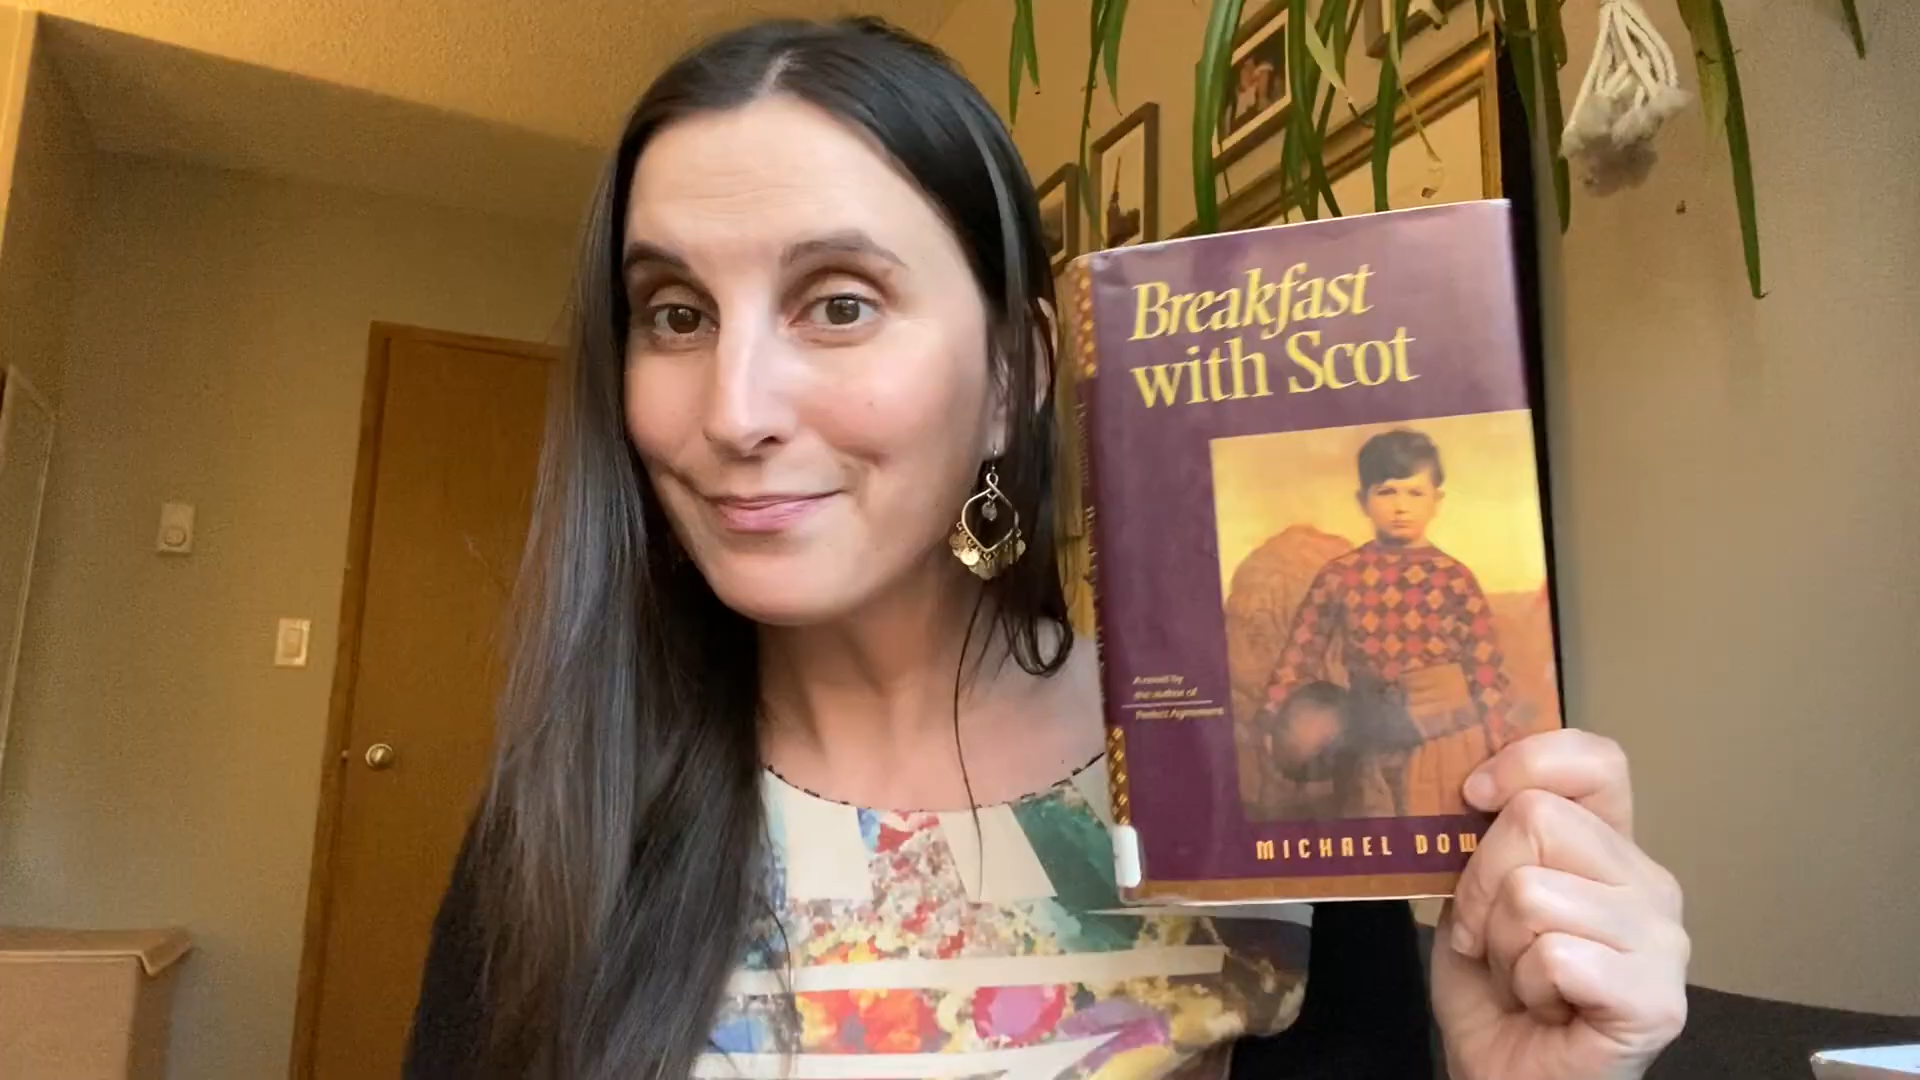 Breakfast
with Scot
A novel by
the author of
Perfect Agreement
MICHAEL DOW